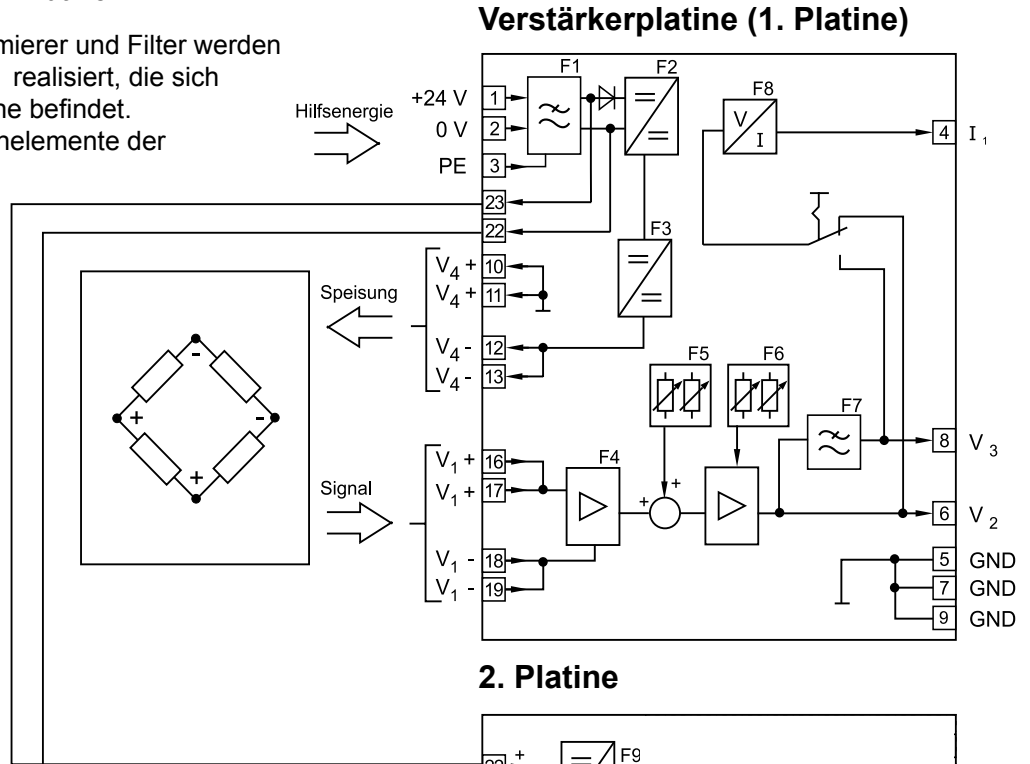 Verstärkerplatine (1. Platine)
mierer und Filter werden
realisiert, die sich
ne befindet.
nelemente der
Hilfsenergie
+24 V 1
0 V 2
PE 3
23
22
F1
F2
F8
V
I
4 I 1
F3
V4 + 10
V4 + 11
V4 - 12
V4 - 13
Speisung
-
+
-
+
Signal
V1 + 16
V1 + 17
V1 - 18
V1 - 19
F4
F5
F6
F7
+
+
8 V 3
6 V 2
5 GND
7 GND
9 GND
2. Platine
+
F9